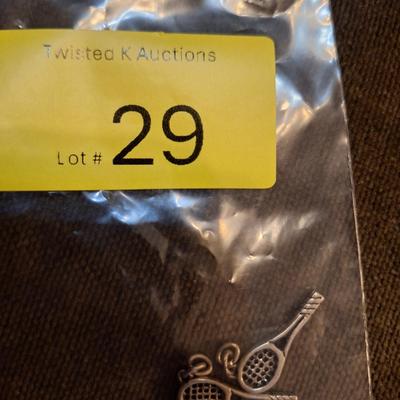 Twisted K Auctions
Lot # 29